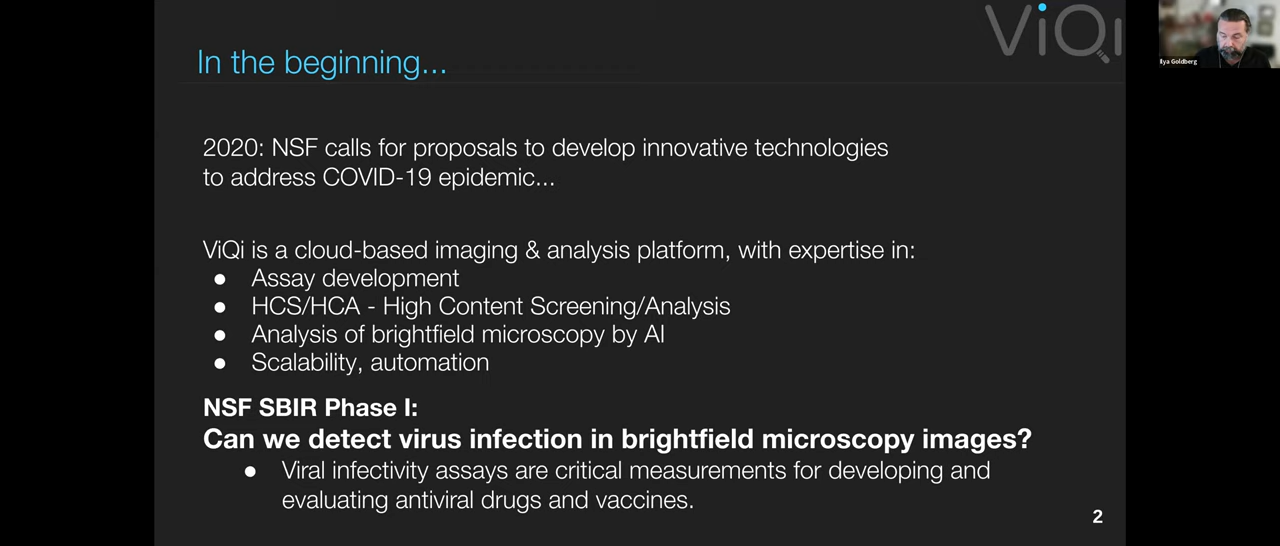 ViQi
In the beginning...
Ilya Goldberg
2020: NSF calls for proposals to develop innovative technologies
to address COVID-19 epidemic...
ViQi is a cloud-based imaging & analysis platform, with expertise in:
● Assay development
● HCS/HCA - High Content Screening/Analysis
● Analysis of brightfield microscopy by AI
● Scalability, automation
NSF SBIR Phase I:
Can we detect virus infection in brightfield microscopy images?
● Viral infectivity assays are critical measurements for developing and
evaluating antiviral drugs and vaccines.
2